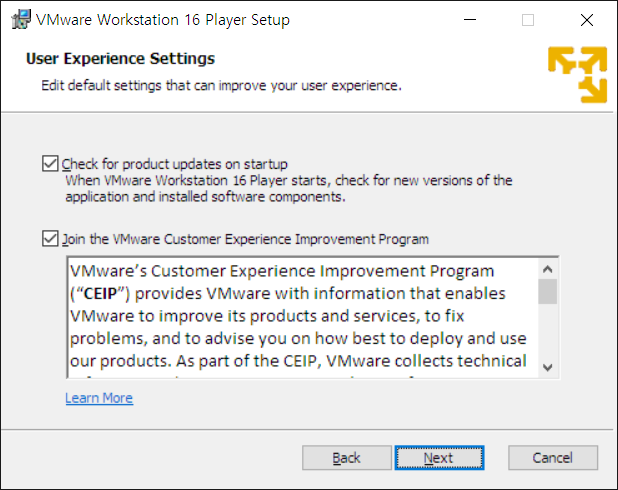 VMware Workstation 16 Player Setup
User Experience Settings
Edit default settings that can improve your user experience.
Check for product updates on startup
When VMware Workstation 16 Player starts, check for new versions of the
application and installed software components.
Join the VMware Customer Experience Improvement Program
VMware's Customer Experience Improvement Program
("CEIP") provides VMware with information that enables
VMware to improve its products and services, to fix
problems, and to advise you on how best to deploy and use
our products. As part of the CEIP, VMware collects technical
Learn More
Back
Next
Cancel